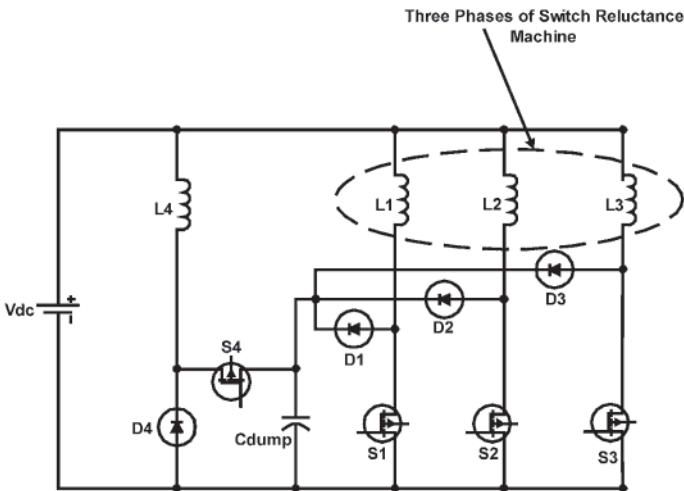 Three Phases of Switch Reluctance
Machine
L4
L1
L2
L3
Vdc
+
-
D3
D2
D1
S4
D4
Cdump
S1
S2
S3